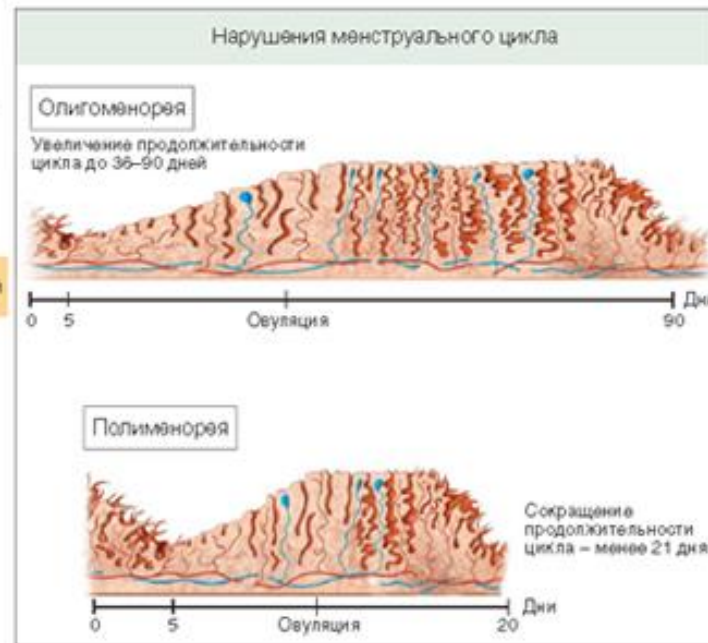 Нарушения менструального цикла
Олигоменорея
Увеличение продолжительности
цикла до 36–90 дней
Дни
0 5 Овуляция 90
Полименорея
Сокращение
продолжительности
цикла – менее 21 дня
Дни
0 5 Овуляция 20